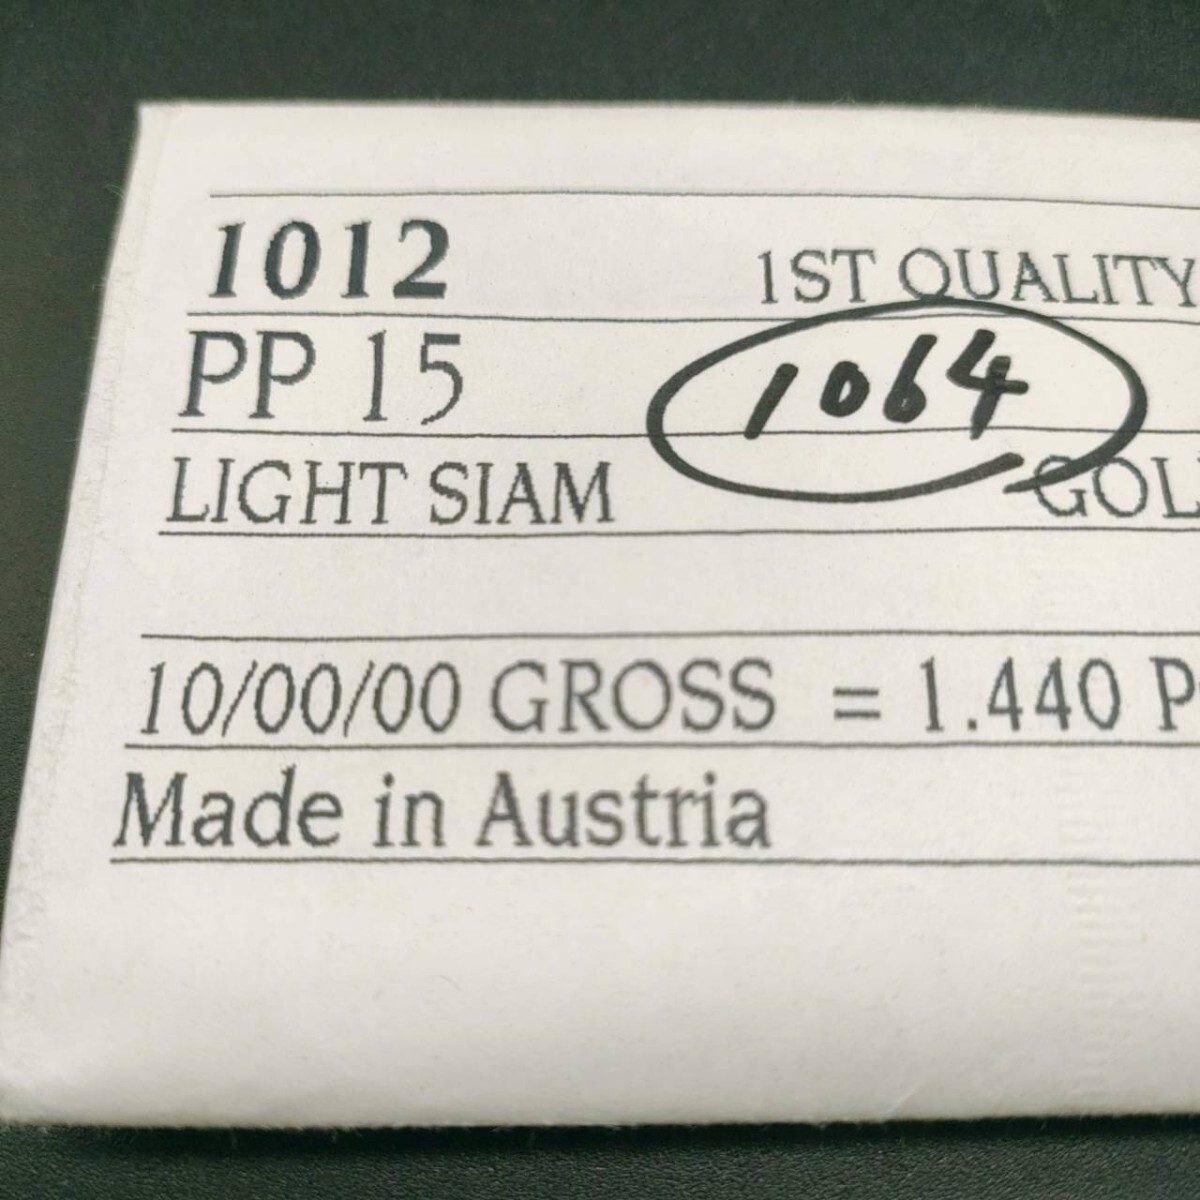 1012 1ST QUALITY
PP 15 1064
LIGHT SIAM
10/00/00 GROSS = 1.440
Made in Austria